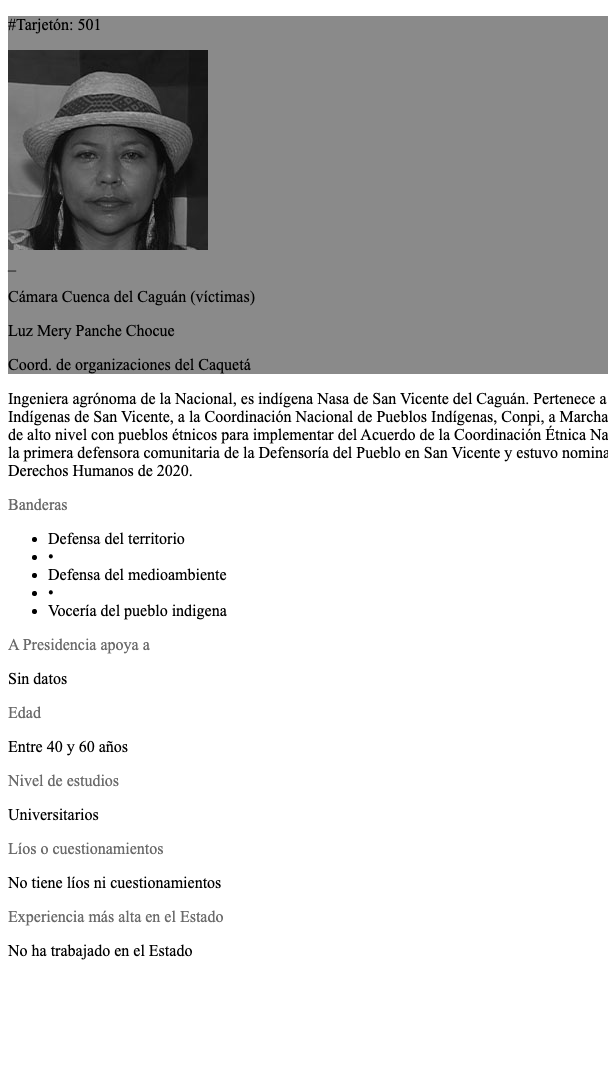 #Tarjetón: 501
_
Cámara Cuenca del Caguán (víctimas)
Luz Mery Panche Chocue
Coord. de organizaciones del Caquetá
Ingeniera agrónoma de la Nacional, es indígena Nasa de San Vicente del Caguán. Pertenece a
Indígenas de San Vicente, a la Coordinación Nacional de Pueblos Indígenas, Conpi, a Marcha
de alto nivel con pueblos étnicos para implementar del Acuerdo de la Coordinación Étnica Na
la primera defensora comunitaria de la Defensoría del Pueblo en San Vicente y estuvo nomina
Derechos Humanos de 2020.
Banderas
• Defensa del territorio
• •
• Defensa del medioambiente
• •
• Vocería del pueblo indigena
A Presidencia apoya a
Sin datos
Edad
Entre 40 y 60 años
Nivel de estudios
Universitarios
Líos o cuestionamientos
No tiene líos ni cuestionamientos
Experiencia más alta en el Estado
No ha trabajado en el Estado